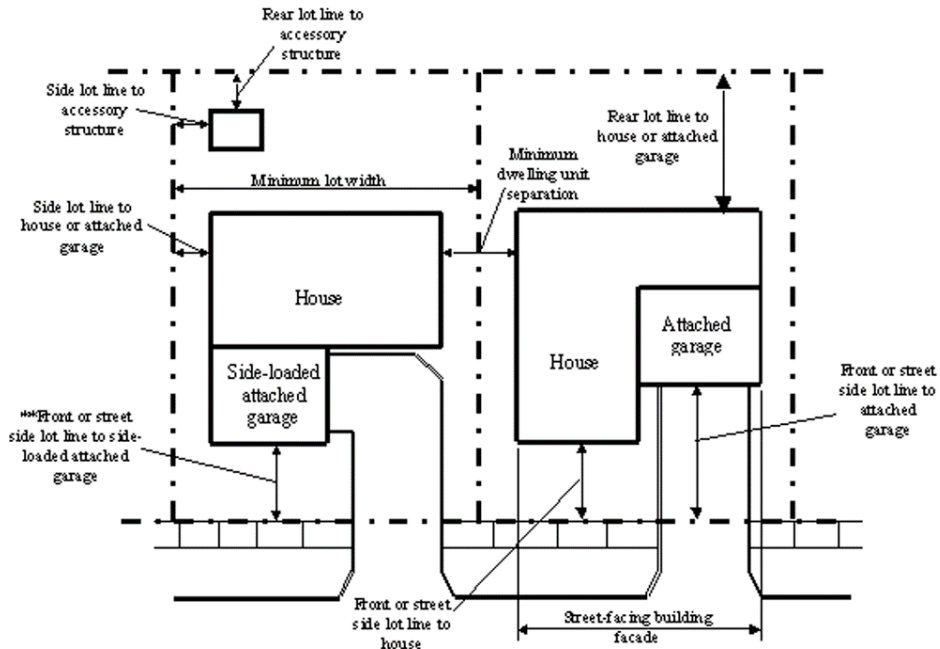 Rear lot line to
accessory
structure
Side lot line to
accessory
structure
Rear lot line to
house or attached
garage
Minimum
dwelling unit
separation
Minimum lot width
Side lot line to
house or attached
garage
House
Side-loaded
attached
garage
House
Attached
garage
Front or street
side lot line to
attached
garage
***Front or street
side lot line to side-
loaded attached
garage
Front or street
side lot line to
house
Street-facing building
facade